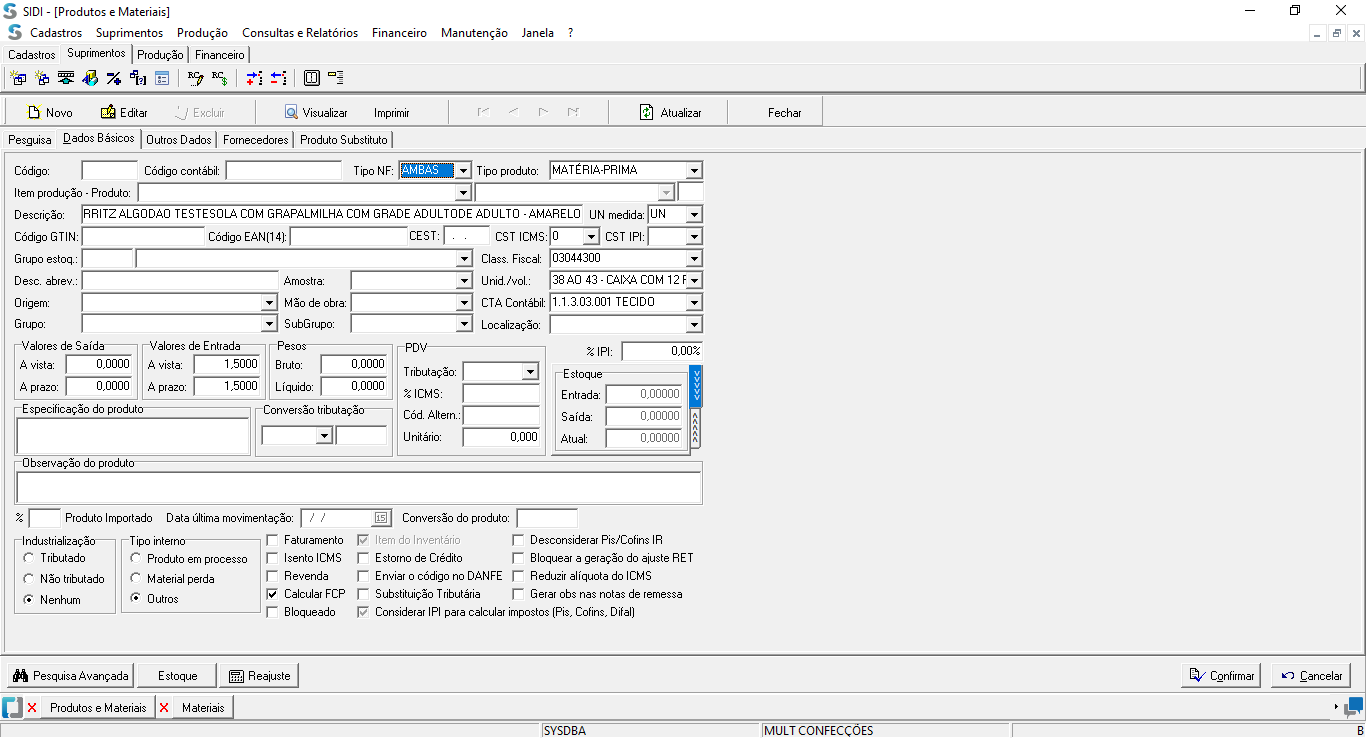 SIDI - [Produtos e Materiais]
Cadastros Suprimentos Produção Consultas e Relatórios Financeiro Manutenção Janela ?
Cadastros Suprimentos Produção Financeiro
Novo Editar Excluir Visualizar Imprimir Atualizar Fechar
Pesquisa Dados Básicos Outros Dados Fornecedores Produto Substituto
Código: Código contábil: Tipo NF: AMBAS Tipo produto: MATÉRIA-PRIMA
Item produção - Produto:
Descrição: RRITZ ALGODAO TESTESOLA COM GRAPALMILHA COM GRADE ADULTODE ADULTO - AMARELO UN medida: UN
Código GTIN: Código EAN(14): CEST: . . CST ICMS: 0 CST IPI:
Grupo estoq.: Class. Fiscal: 03044300
Desc. abrev.: Amostra: Unid./vol.: 38 AO 43 - CAIXA COM 12 F
Origem: Mão de obra: CTA Contábil: 1.1.3.03.001 TECIDO
Grupo: SubGrupo: Localização:
Valores de Saída Valores de Entrada Pesos PDV % IPI: 0,00%
A vista: 0,0000 A vista: 1,5000 Bruto: 0,0000 Tributação: Estoque
A prazo: 0,0000 A prazo: 1,5000 Líquido: 0,0000 % ICMS: Entrada: 0,00000
Especificação do produto Conversão tributação Cód. Altern.: Saída: 0,00000
Unitário: 0,000 Atual: 0,00000
Observação do produto
% Produto Importado Data última movimentação: / / 15 Conversão do produto:
Industrialização Tipo interno Faturamento Item do Inventário Desconsiderar Pis/Cofins IR
Tributado Produto em processo Isento ICMS Estorno de Crédito Bloquear a geração do ajuste RET
Não tributado Material perda Revenda Enviar o código no DANFE Reduzir alíquota do ICMS
Nenhum Outros Calcular FCP Substituição Tributária Gerar obs nas notas de remessa
Bloqueado Considerar IPI para calcular impostos (Pis, Cofins, Difal)
Pesquisa Avançada Estoque Reajuste Confirmar Cancelar
Produtos e Materiais Materiais
SYSDBA MULT CONFECÇÕES B